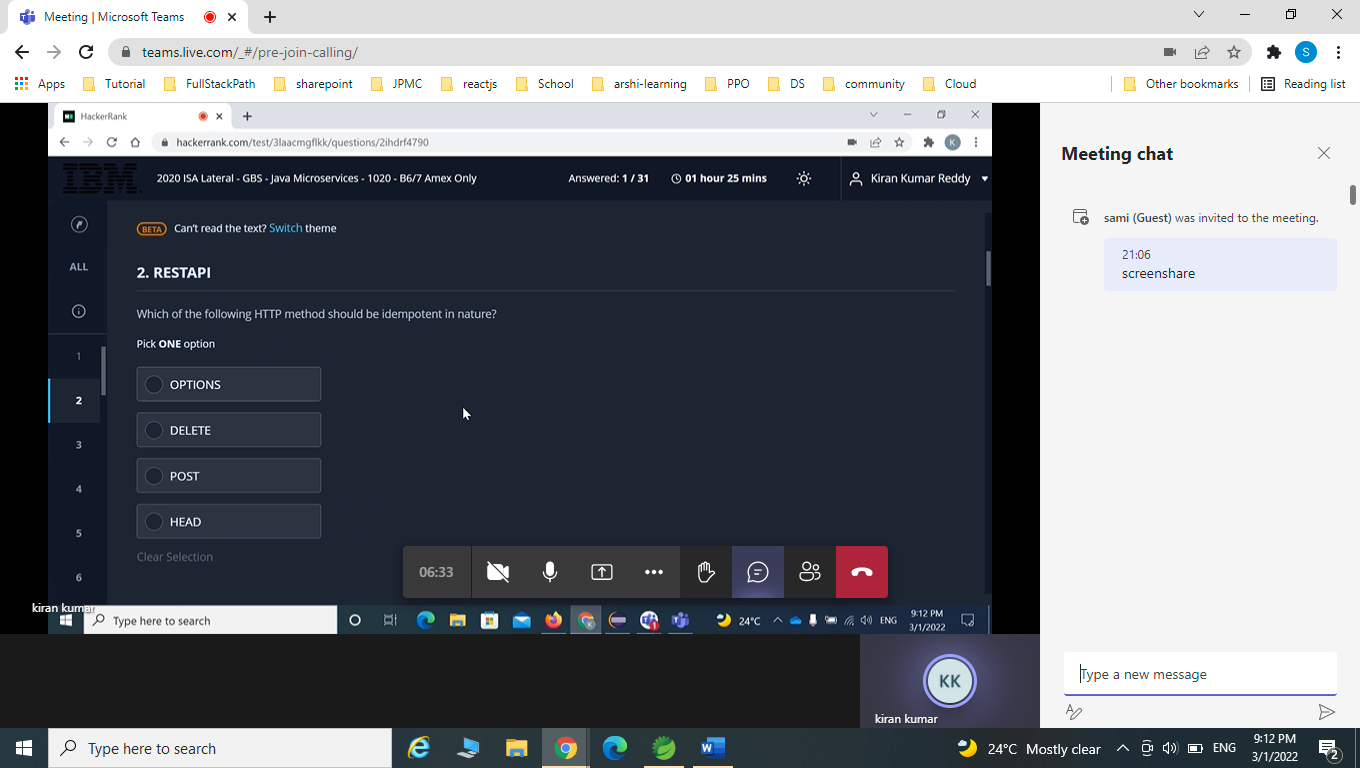 Meeting | Microsoft Teams
teams.live.com/_#/pre-join-calling/
S
Apps Tutorial FullStackPath sharepoint JPMC reactjs School arshi-learning PPO DS community Cloud Other bookmarks Reading list
HackerRank
hackerrank.com/test/3laacmgflkk/questions/2ihdrf4790
K
IBM
2020 ISA Lateral - GBS - Java Microservices - 1020 - B6/7 Amex Only
Answered: 1 / 31
01 hour 25 mins
Kiran Kumar Reddy
BETA Can't read the text? Switch theme
ALL
2. RESTAPI
Which of the following HTTP method should be idempotent in nature?
Pick ONE option
1
2
3
4
5
6
OPTIONS
DELETE
POST
HEAD
Clear Selection
06:33
kiran kumar
Type here to search
24°C
ENG
9:12 PM
3/1/2022
KK
kiran kumar
Meeting chat
sami (Guest) was invited to the meeting.
21:06
screenshare
Type a new message
Type here to search
24°C Mostly clear
ENG
9:12 PM
3/1/2022
2